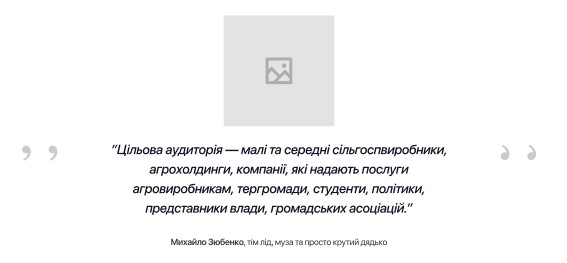 ”Цільова аудиторія — малі та середні сільгоспвиробники,
агрохолдинги, компанії, які надають послуги
агровиробникам, тергромади, студенти, політики,
представники влади, громадських асоціацій.”
Михайло Зюбенко, тім лід, муза та просто крутий дядько